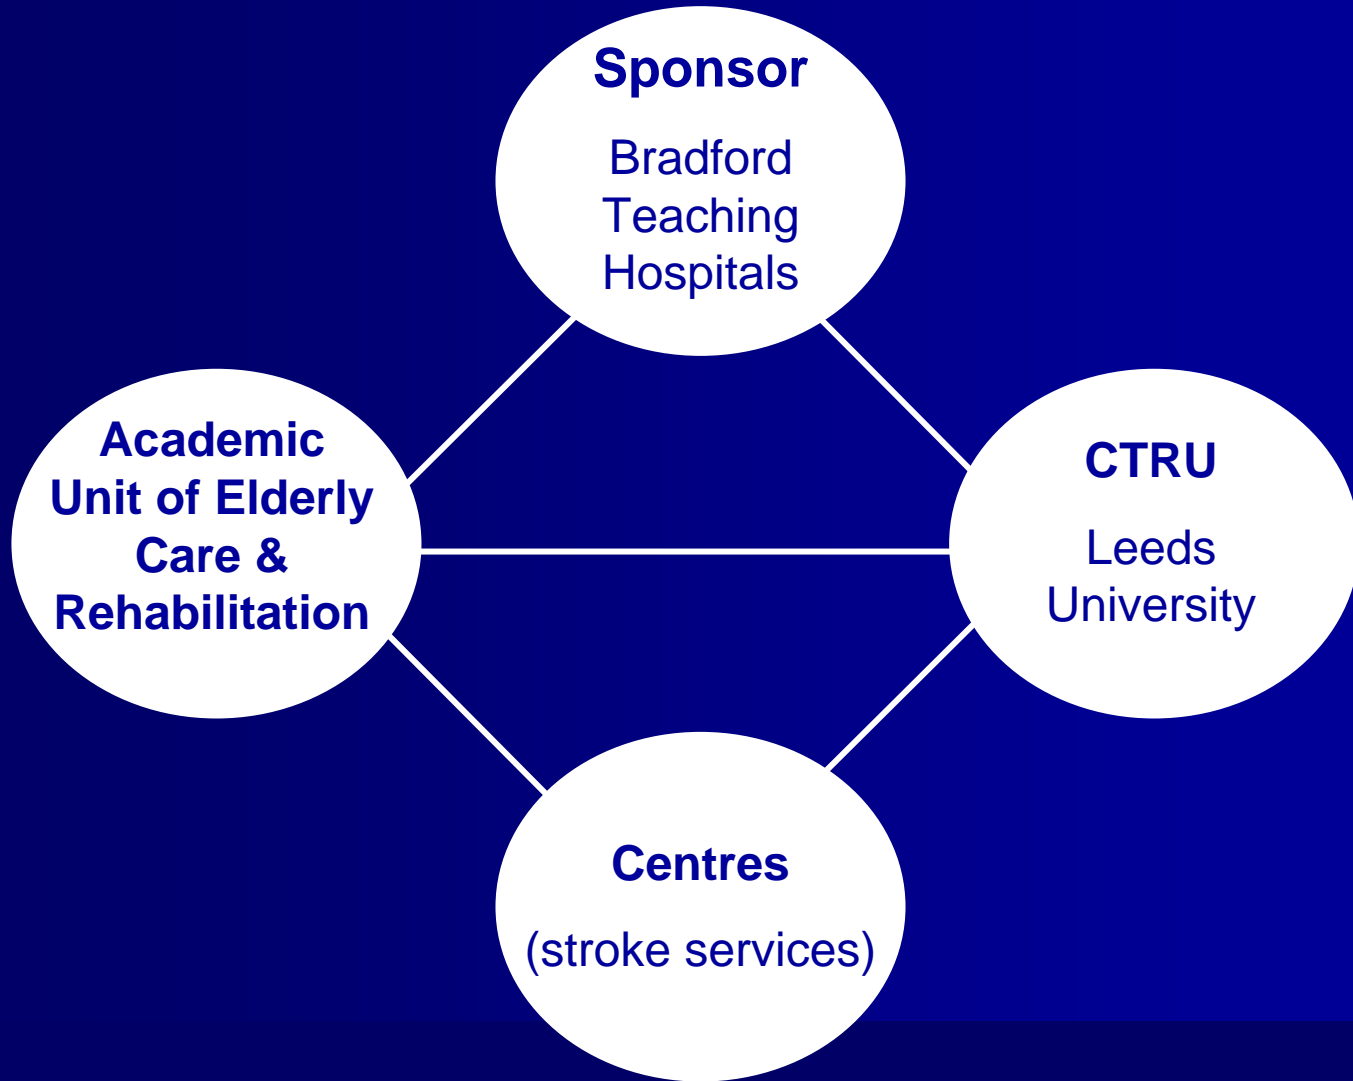 Sponsor
Bradford
Teaching
Hospitals
Academic
Unit of Elderly
Care &
Rehabilitation
CTRU
Leeds
University
Centres
(stroke services)